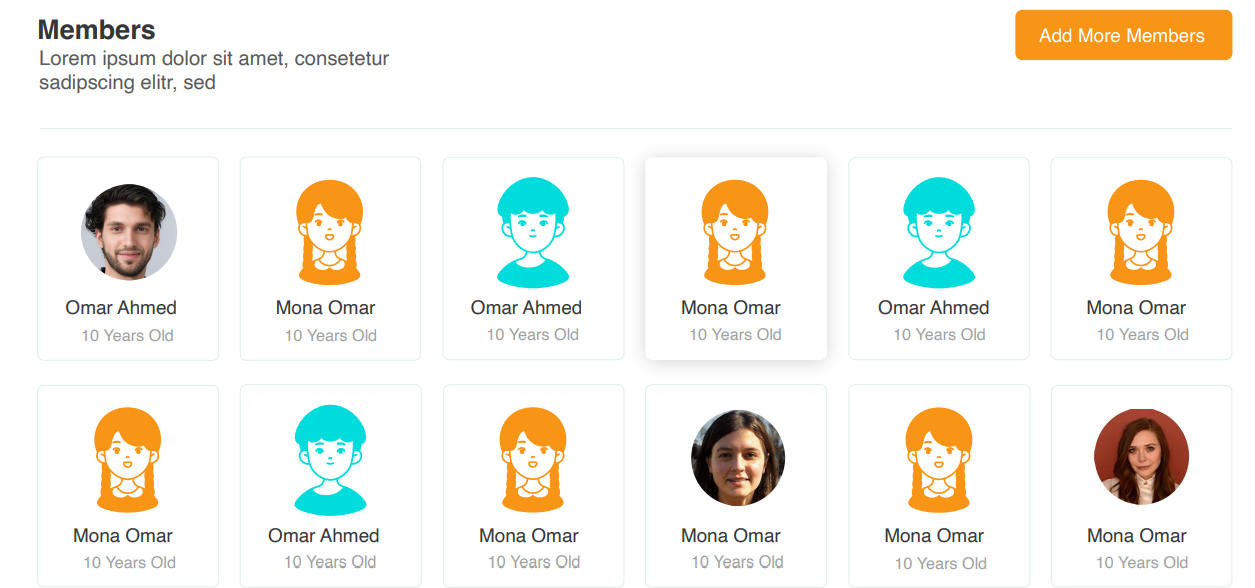 Members
Add More Members
Lorem ipsum dolor sit amet, consetetur
sadipscing elitr, sed
Omar Ahmed
10 Years Old
Mona Omar
10 Years Old
Omar Ahmed
10 Years Old
Mona Omar
10 Years Old
Omar Ahmed
10 Years Old
Mona Omar
10 Years Old
Mona Omar
10 Years Old
Omar Ahmed
10 Years Old
Mona Omar
10 Years Old
Mona Omar
10 Years Old
Mona Omar
10 Years Old
Mona Omar
10 Years Old